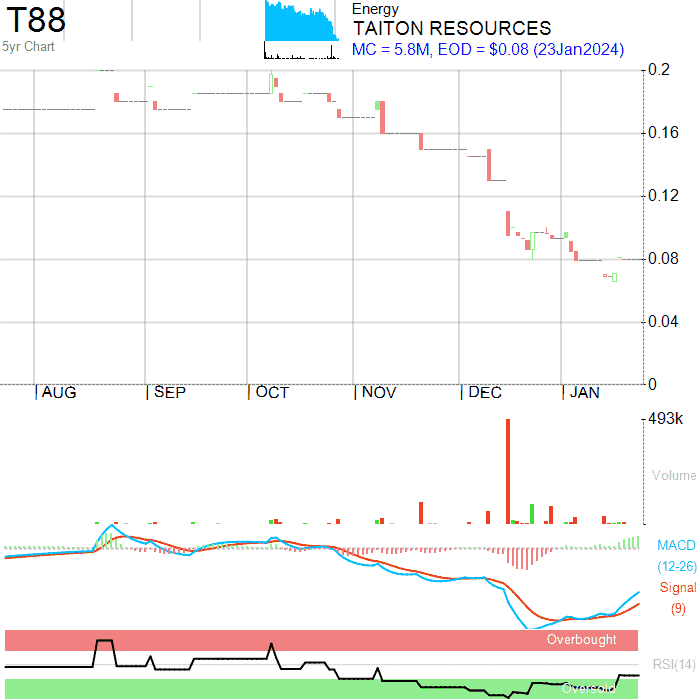 T88
5yr Chart
Energy
TAITON RESOURCES
MC = 5.8M, EOD = $0.08 (23Jan2024)
0.2
0.16
0.12
0.08
0.04
0
AUG SEP OCT NOV DEC JAN
493k
Volume
MACD
(12-26)
Signal
(9)
Overbought
RSI(14)
Oversold